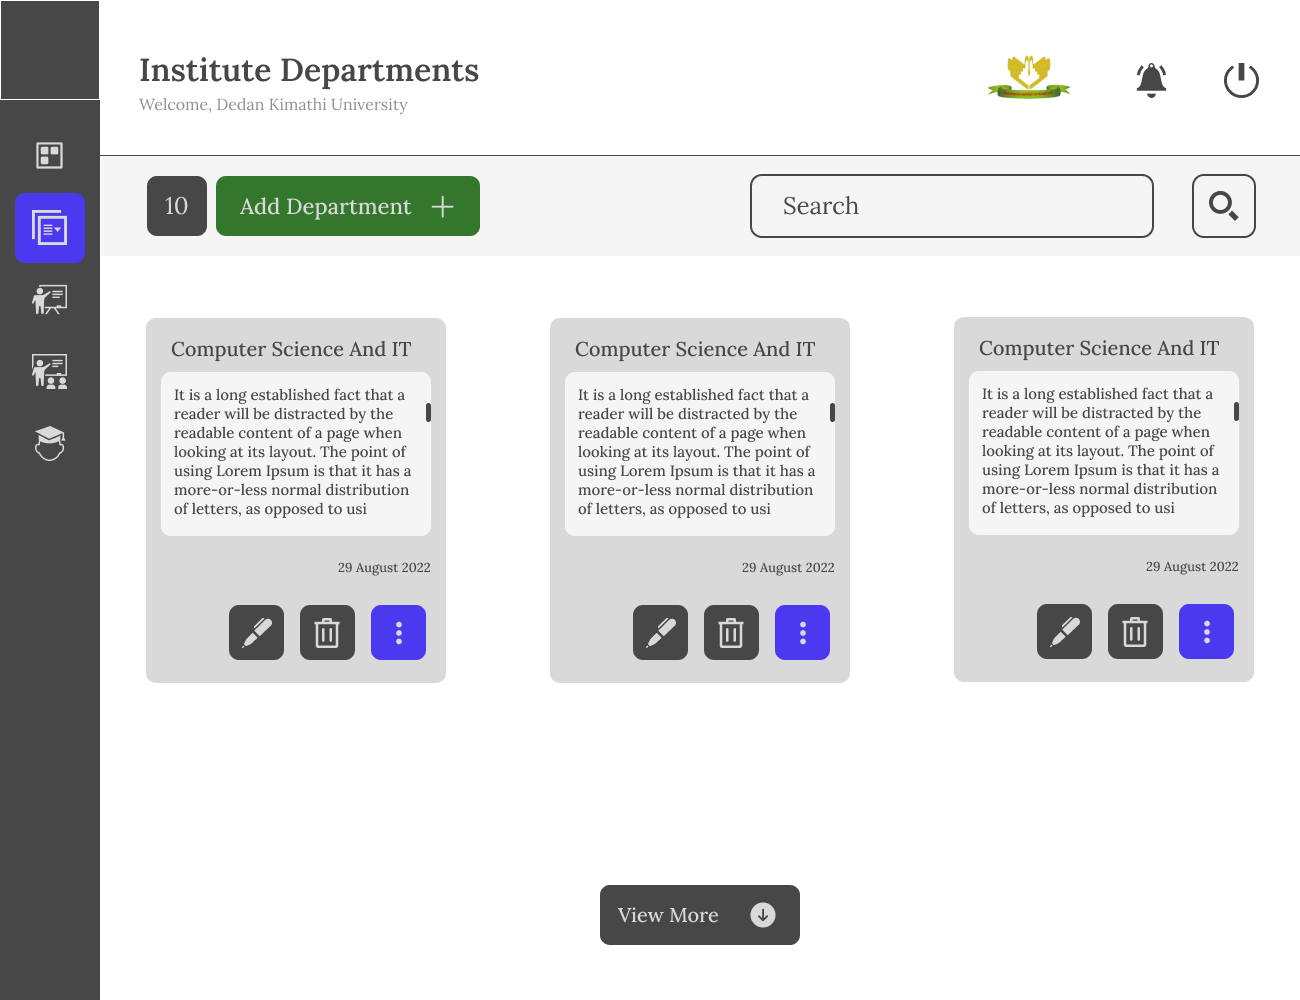 Institute Departments
Welcome, Dedan Kimathi University
10
Add Department
Search
Computer Science And IT
It is a long established fact that a
reader will be distracted by the
readable content of a page when
looking at its layout. The point of
using Lorem Ipsum is that it has a
more-or-less normal distribution
of letters, as opposed to usi
29 August 2022
Computer Science And IT
It is a long established fact that a
reader will be distracted by the
readable content of a page when
looking at its layout. The point of
using Lorem Ipsum is that it has a
more-or-less normal distribution
of letters, as opposed to usi
29 August 2022
Computer Science And IT
It is a long established fact that a
reader will be distracted by the
readable content of a page when
looking at its layout. The point of
using Lorem Ipsum is that it has a
more-or-less normal distribution
of letters, as opposed to usi
29 August 2022
View More